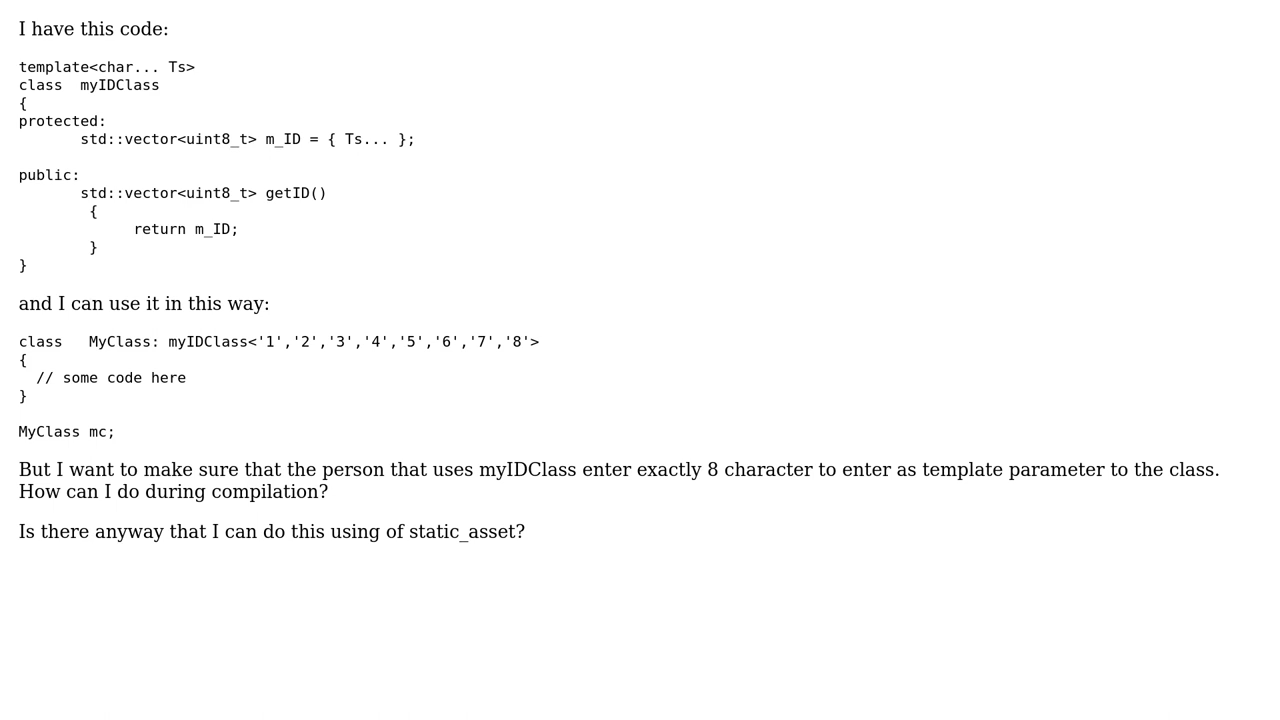 I have this code:
template<char... Ts>
class  myIDClass
{
protected:
       std::vector<uint8_t> m_ID = { Ts... };
public:
       std::vector<uint8_t> getID()
        {
             return m_ID;
        }
}
and I can use it in this way:
class   MyClass: myIDClass<'1','2','3','4','5','6','7','8'>
{
  // some code here
}
MyClass mc;
But I want to make sure that the person that uses myIDClass enter exactly 8 character to enter as template parameter to the class.
How can I do during compilation?
Is there anyway that I can do this using of static_asset?